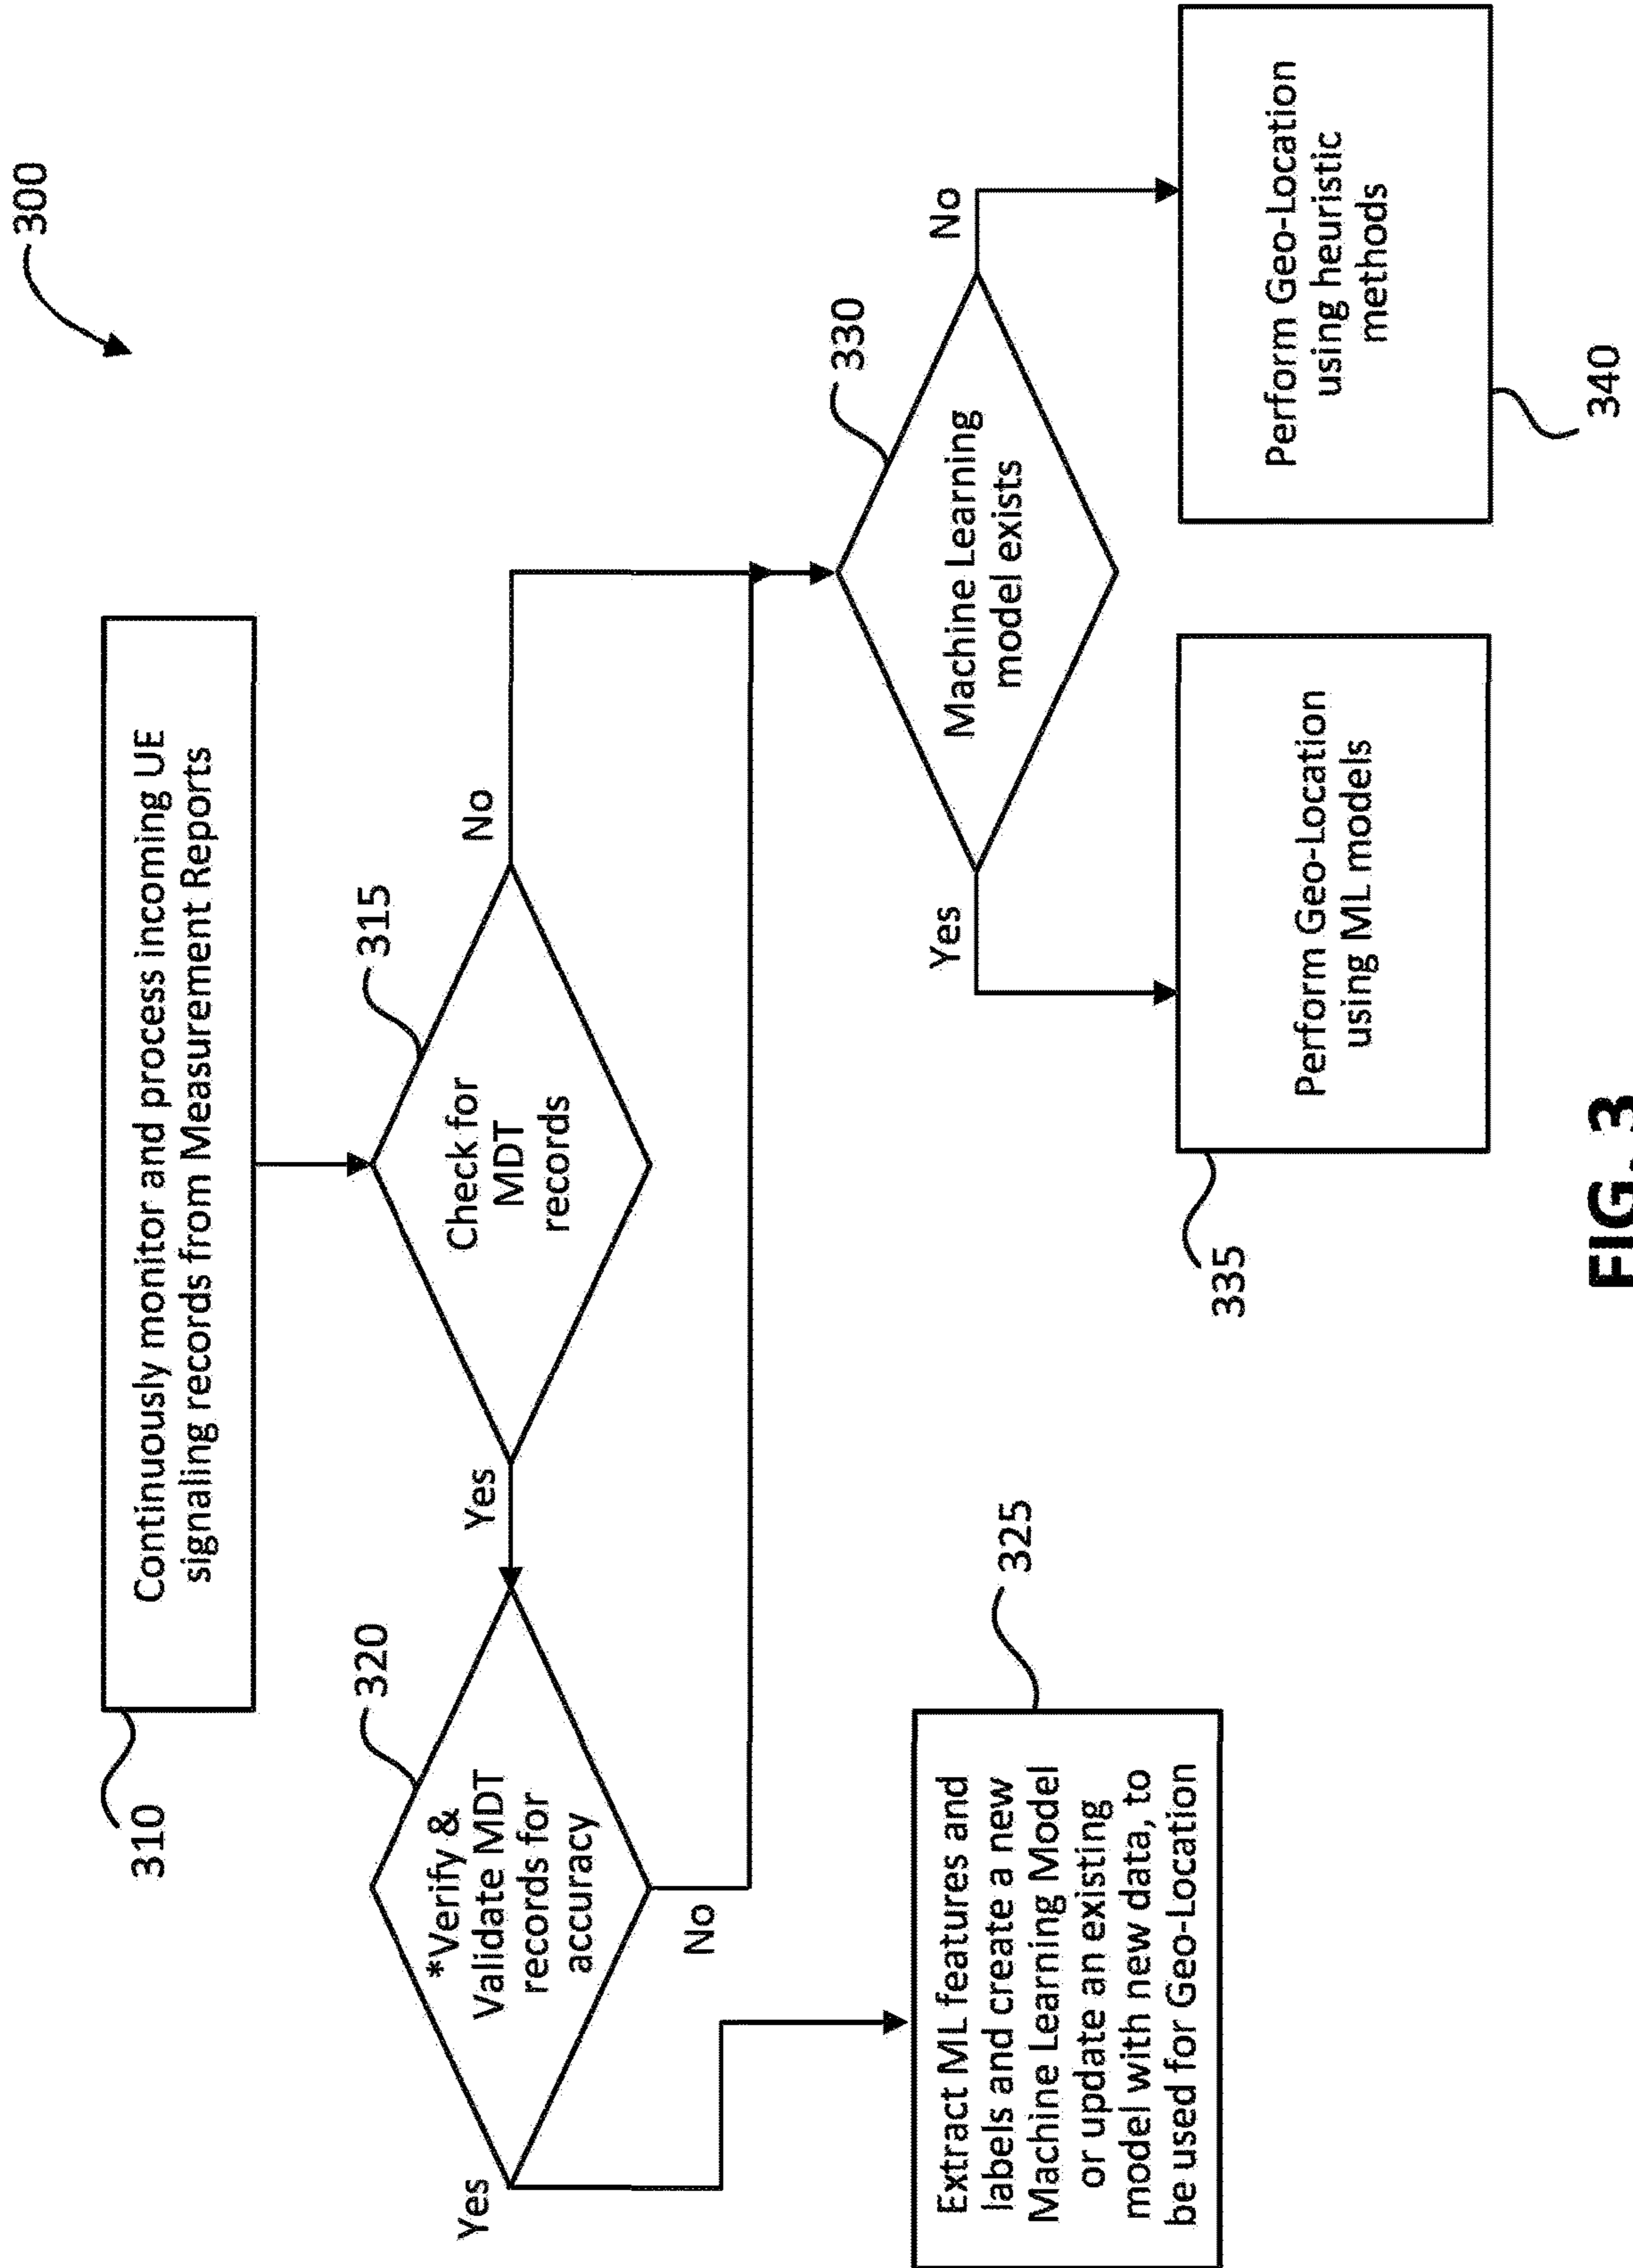 300
310
Continuously monitor and process incoming UE
signaling records from Measurement Reports
315
Check for
MDT
records
Yes
No
320
*Verify &
Validate MDT
records for
accuracy
Yes
No
325
Extract ML features and
labels and create a new
Machine Learning Model
or update an existing
model with new data, to
be used for Geo-Location
330
Machine Learning
model exists
Yes
No
335
Perform Geo-Location
using ML models
Perform Geo-Location
using heuristic
methods
340
FIG. 3